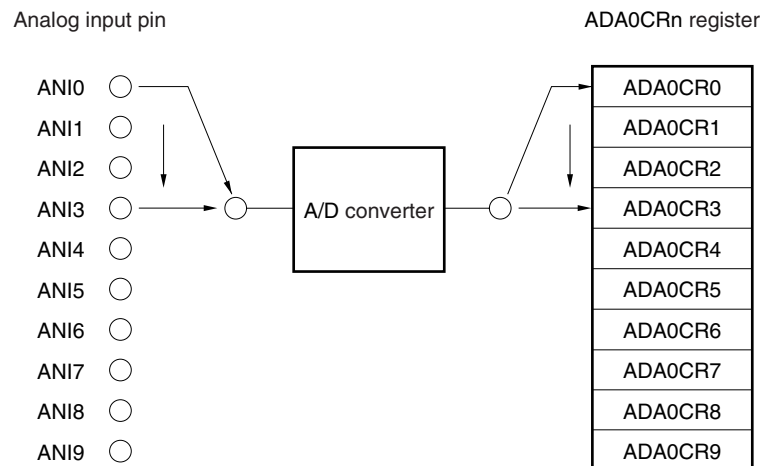 Analog input pin
ADA0CRn register
ANI0
ADA0CR0
ANI1
ADA0CR1
ANI2
ADA0CR2
ANI3
A/D converter
ADA0CR3
ANI4
ADA0CR4
ANI5
ADA0CR5
ANI6
ADA0CR6
ANI7
ADA0CR7
ANI8
ADA0CR8
ANI9
ADA0CR9